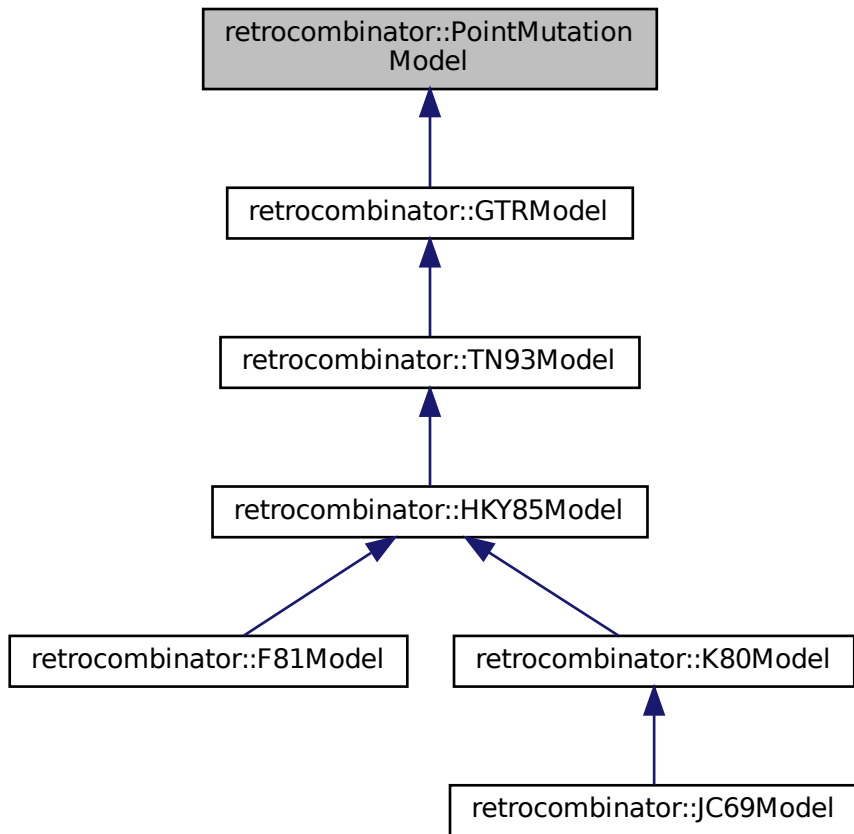 retrocombinator::PointMutation
Model
retrocombinator::GTRModel
retrocombinator::TN93Model
retrocombinator::HKY85Model
retrocombinator::F81Model
retrocombinator::K80Model
retrocombinator::JC69Model